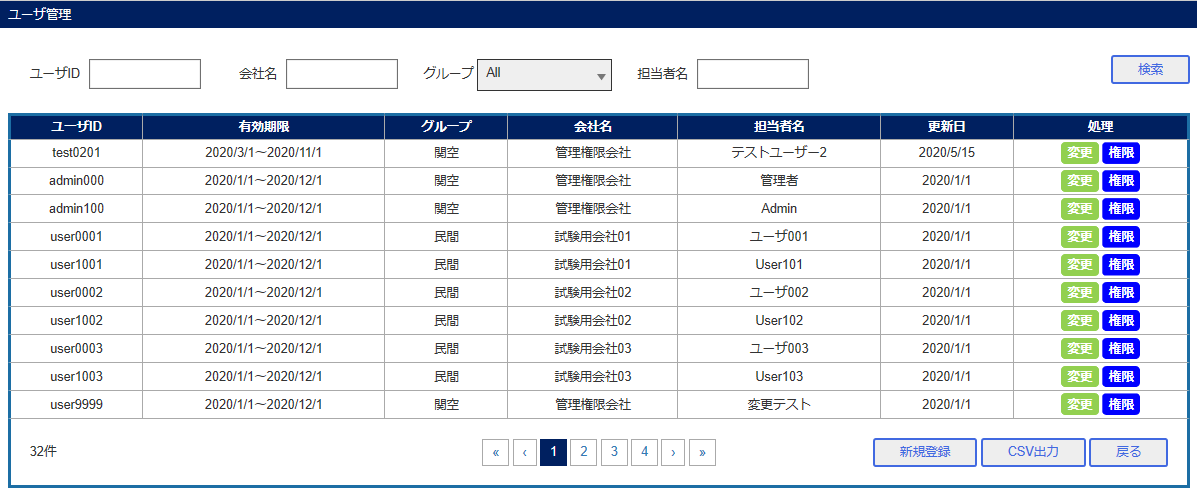 ユーザ管理
ユーザID 会社名 グループ All 担当者名 検索
ユーザID 有効期限 グループ 会社名 担当者名 更新日 処理
test0201 2020/3/1～2020/11/1 関空 管理権限会社 テストユーザー2 2020/5/15 変更 権限
admin000 2020/1/1～2020/12/1 関空 管理権限会社 管理者 2020/1/1 変更 権限
admin100 2020/1/1～2020/12/1 関空 管理権限会社 Admin 2020/1/1 変更 権限
user0001 2020/1/1～2020/12/1 民間 試験用会社01 ユーザ001 2020/1/1 変更 権限
user1001 2020/1/1～2020/12/1 民間 試験用会社01 User101 2020/1/1 変更 権限
user0002 2020/1/1～2020/12/1 民間 試験用会社02 ユーザ002 2020/1/1 変更 権限
user1002 2020/1/1～2020/12/1 民間 試験用会社02 User102 2020/1/1 変更 権限
user0003 2020/1/1～2020/12/1 民間 試験用会社03 ユーザ003 2020/1/1 変更 権限
user1003 2020/1/1～2020/12/1 民間 試験用会社03 User103 2020/1/1 変更 権限
user9999 2020/1/1～2020/12/1 関空 管理権限会社 変更テスト 2020/1/1 変更 権限
32件 « ‹ 1 2 3 4 › » 新規登録 CSV出力 戻る